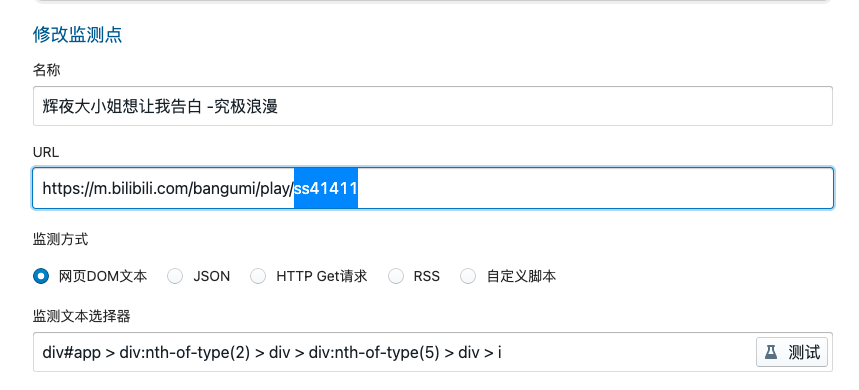 修改监测点
名称
辉夜大小姐想让我告白 -究极浪漫
URL
https://m.bilibili.com/bangumi/play/ss41411
监测方式
网页DOM文本 JSON HTTP Get请求 RSS 自定义脚本
监测文本选择器
div#app > div:nth-of-type(2) > div > div:nth-of-type(5) > div > i 测试